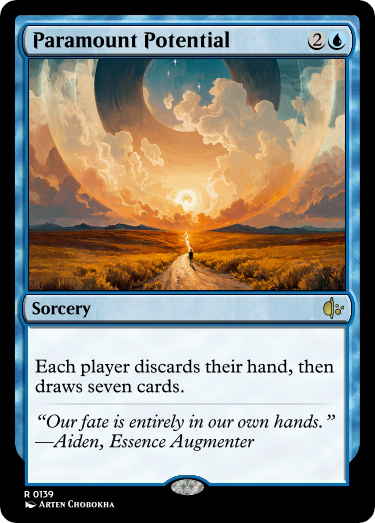 Paramount Potential 2
Sorcery
Each player discards their hand, then
draws seven cards.
“Our fate is entirely in our own hands.”
—Aiden, Essence Augmenter
R 0139
Arten Chobokha